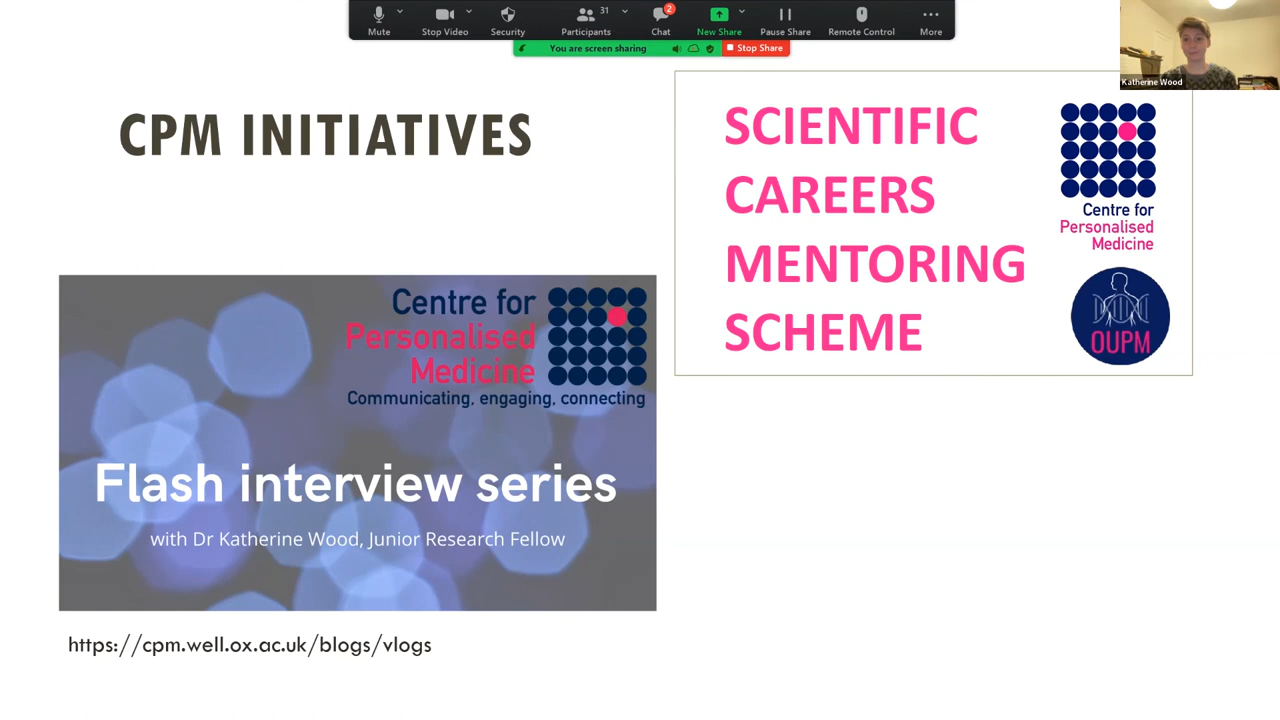 31
2
Mute
Stop Video
Security
Participants
Chat
New Share
Pause Share
Remote Control
More
You are screen sharing
Stop Share
Katherine Wood
CPM INITIATIVES
SCIENTIFIC
CAREERS
MENTORING
SCHEME
Centre for
Personalised
Medicine
OUPM
Centre for
Personalised
Medicine
Communicating, engaging, connecting
Flash interview series
with Dr Katherine Wood, Junior Research Fellow
https://cpm.well.ox.ac.uk/blogs/vlogs